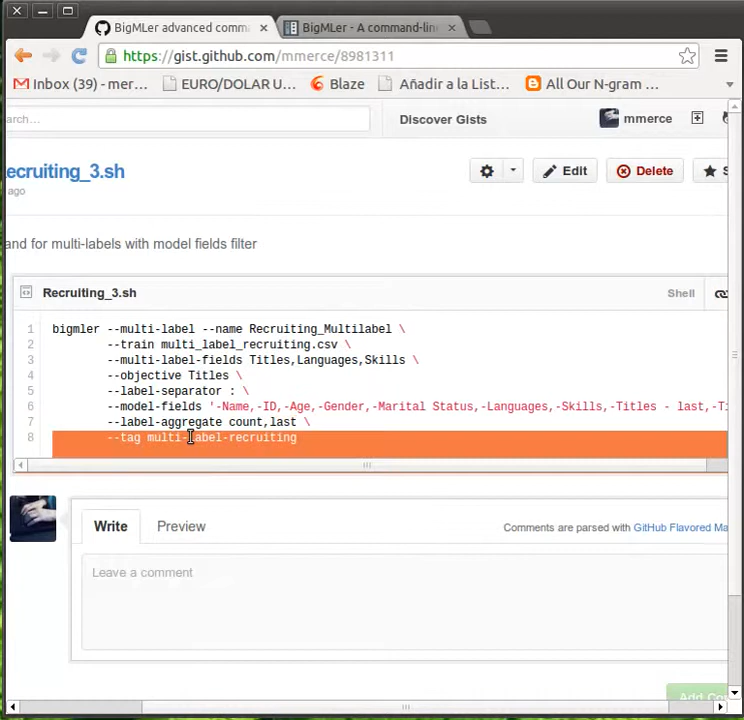 BigMLer advanced comm
BigMLer - A command-lin
https://gist.github.com/mmerce/8981311
Inbox (39) - mer... EURO/DOLAR U... Blaze Añadir a la List... All Our N-gram ...
earch... Discover Gists mmerce
ecruiting_3.sh
ago
Edit Delete S
and for multi-labels with model fields filter
Recruiting_3.sh Shell
1 bigmler --multi-label --name Recruiting_Multilabel \
2 --train multi_label_recruiting.csv \
3 --multi-label-fields Titles,Languages,Skills \
4 --objective Titles \
5 --label-separator : \
6 --model-fields '-Name,-ID,-Age,-Gender,-Marital Status,-Languages,-Skills,-Titles - last,-Ti
7 --label-aggregate count,last \
8 --tag multi-label-recruiting
Write Preview Comments are parsed with GitHub Flavored Ma
Leave a comment
Add Co